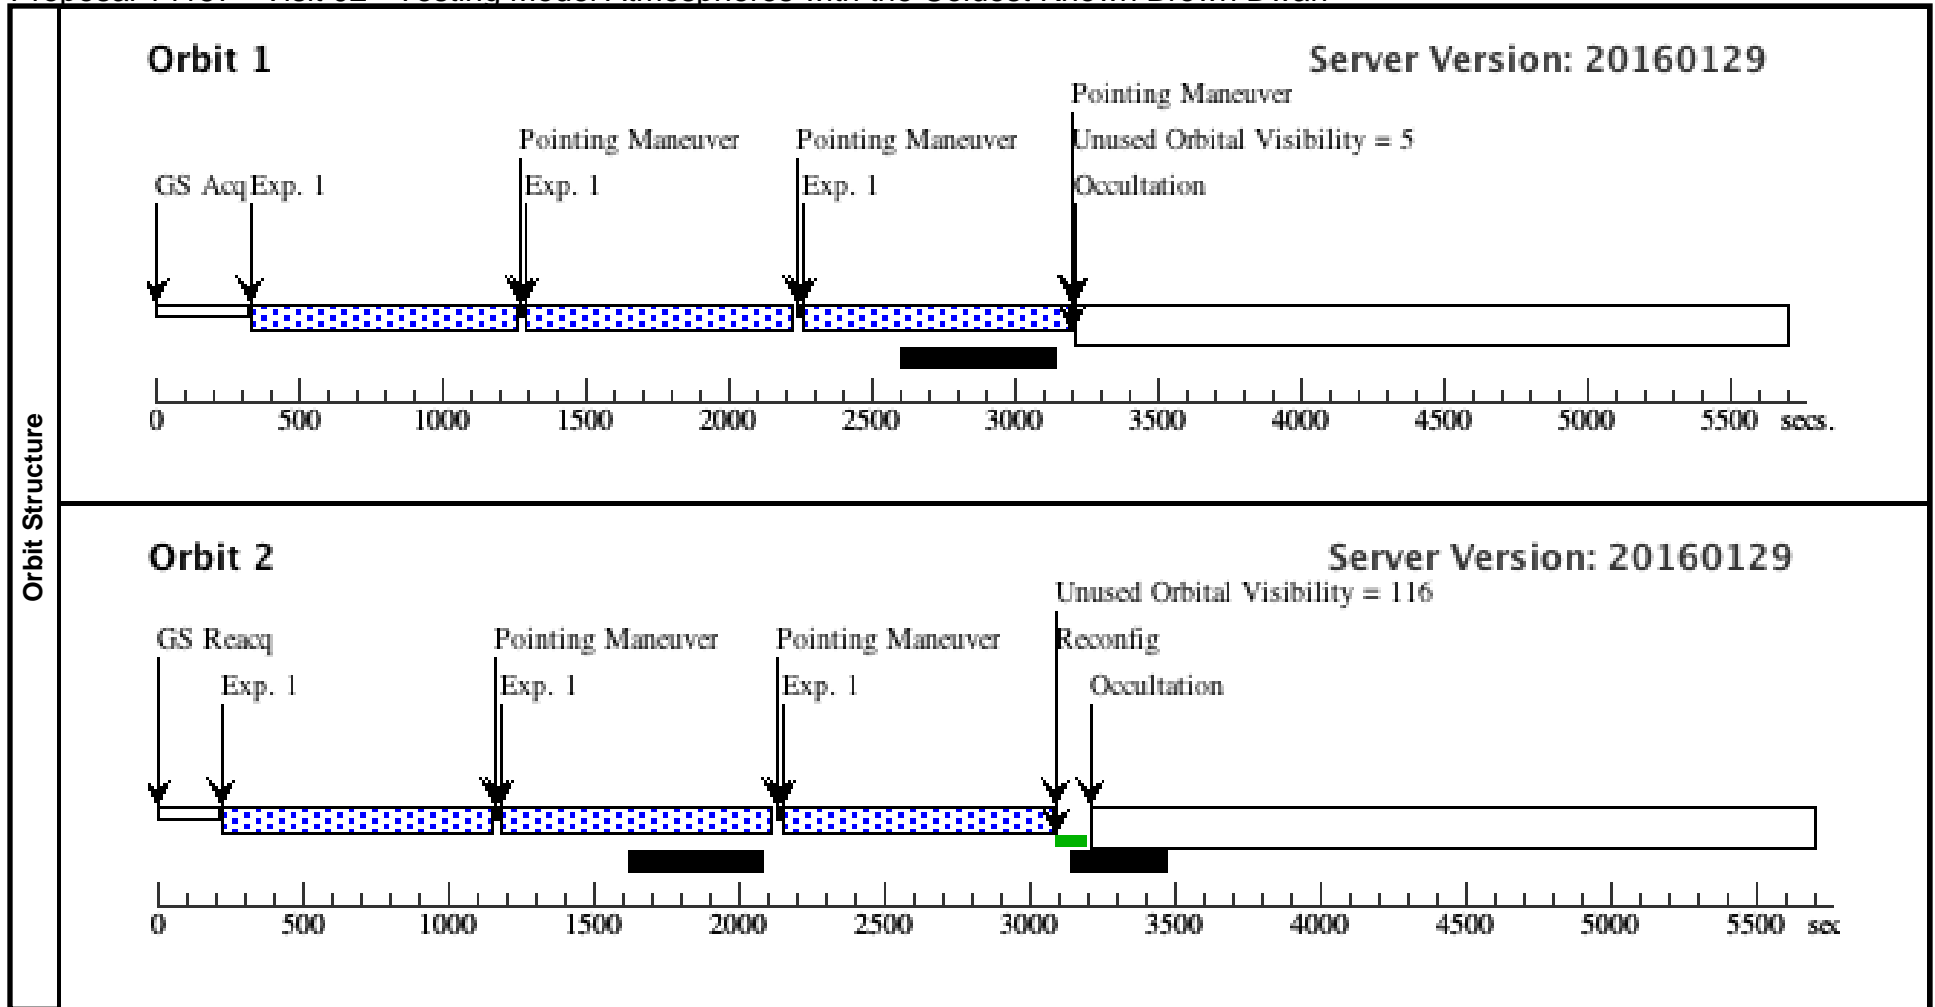 Orbit Structure
Orbit 1
Server Version: 20160129
Pointing Maneuver
Pointing Maneuver Pointing Maneuver Unused Orbital Visibility = 5
GS Acq Exp. 1 Exp. 1 Exp. 1 Occultation
0 500 1000 1500 2000 2500 3000 3500 4000 4500 5000 5500 secs.
Orbit 2
Server Version: 20160129
Unused Orbital Visibility = 116
GS Reacq Pointing Maneuver Pointing Maneuver Reconfig
Exp. 1 Exp. 1 Exp. 1 Occultation
0 500 1000 1500 2000 2500 3000 3500 4000 4500 5000 5500 sec